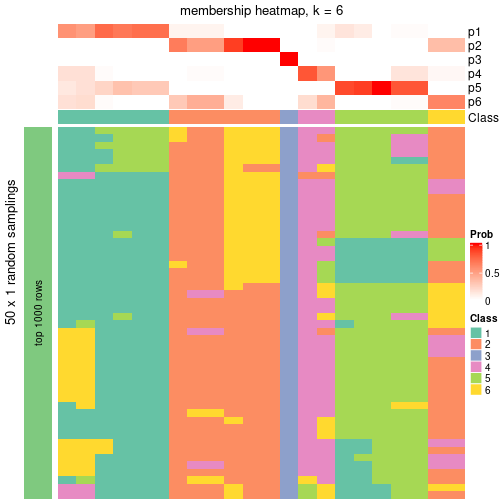 membership heatmap, k = 6
p1
p2
p3
p4
p5
p6
Class
50 x 1 random samplings
top 1000 rows
Prob
1
0.5
0
Class
1
2
3
4
5
6